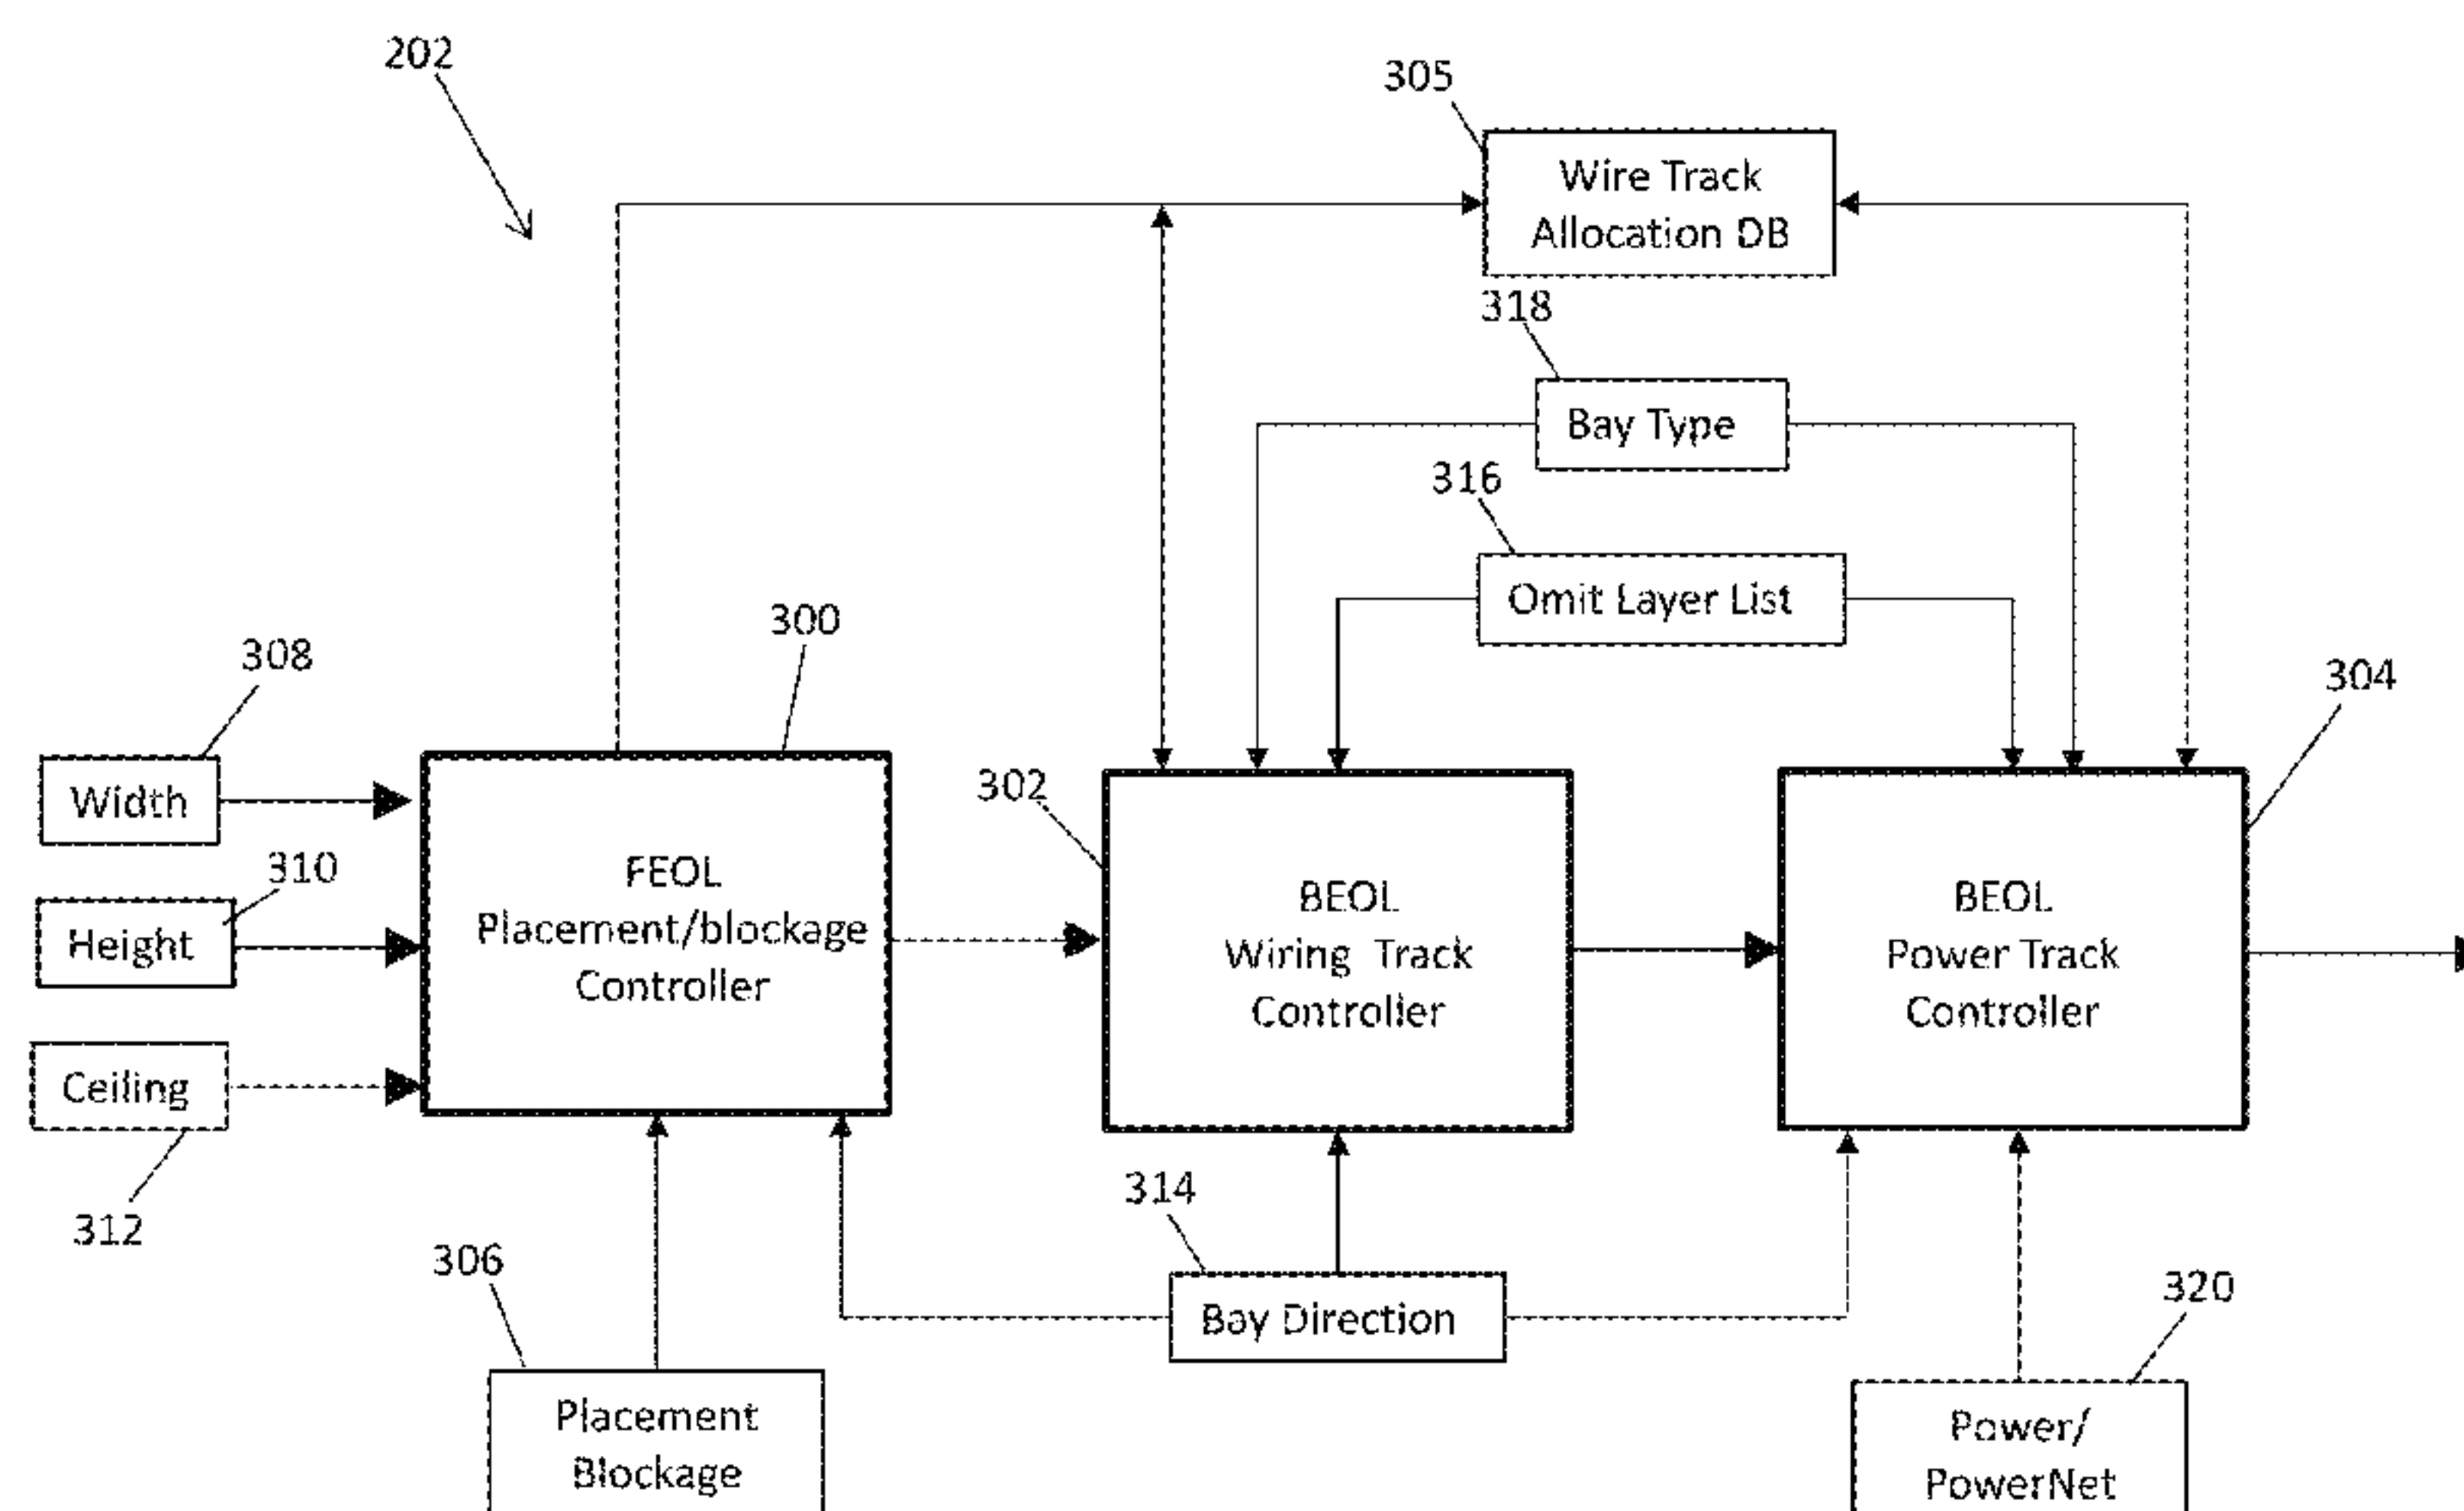 202
305
Wire Track
Allocation DB
318
Bay Type
316
Omit Layer List
300
308
304
Width
302
310
FEOL
Placement/blockage
Controller
BEOL
Wiring Track
Controller
BEOL
Power Track
Controller
Height
Ceiling
312
314
306
Bay Direction
320
Placement
Blockage
Power/
PowerNet